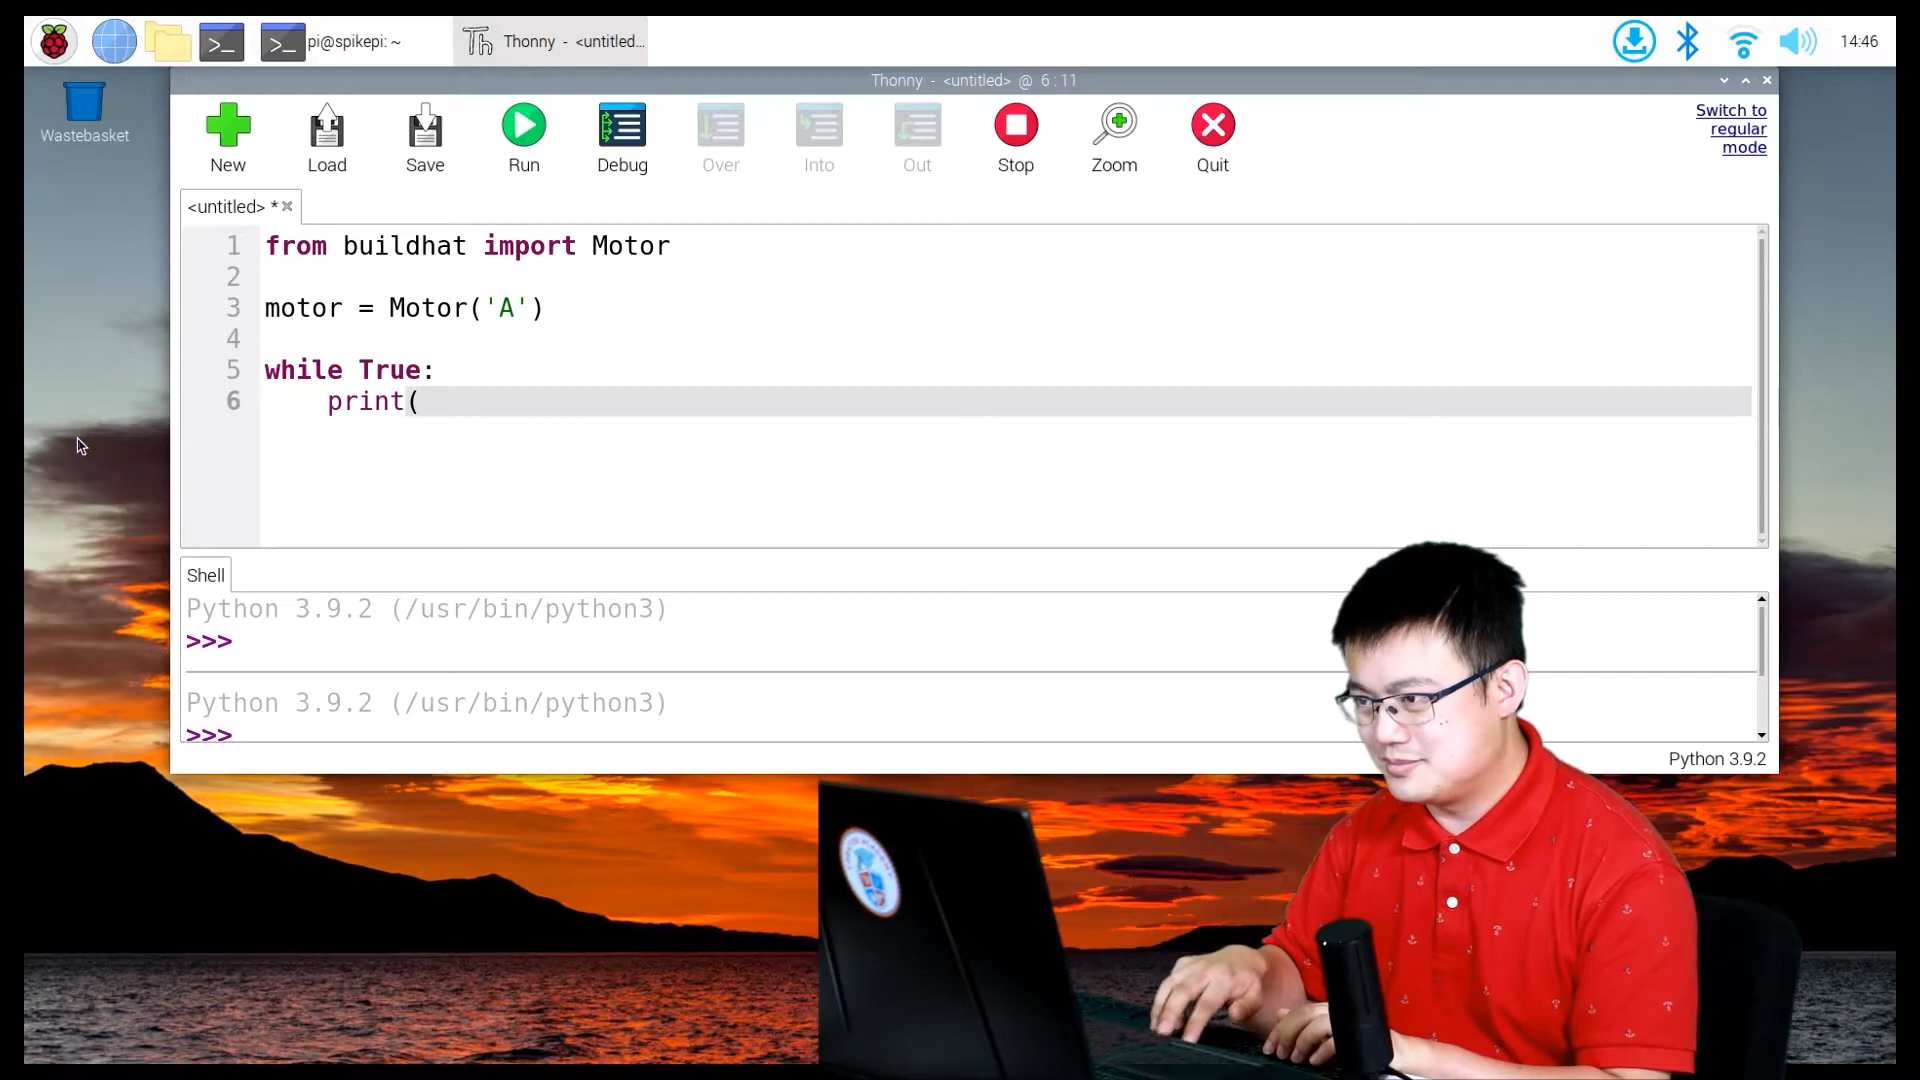 pi@spikepi: ~
Thonny - <untitled...
14:46
Wastebasket
Thonny - <untitled> @ 6 : 11
New
Load
Save
Run
Debug
Over
Into
Out
Stop
Zoom
Quit
Switch to
regular
mode
<untitled> *
1 from buildhat import Motor
2
3 motor = Motor('A')
4
5 while True:
6 print(
Shell
Python 3.9.2 (/usr/bin/python3)
>>>
Python 3.9.2 (/usr/bin/python3)
>>>
Python 3.9.2